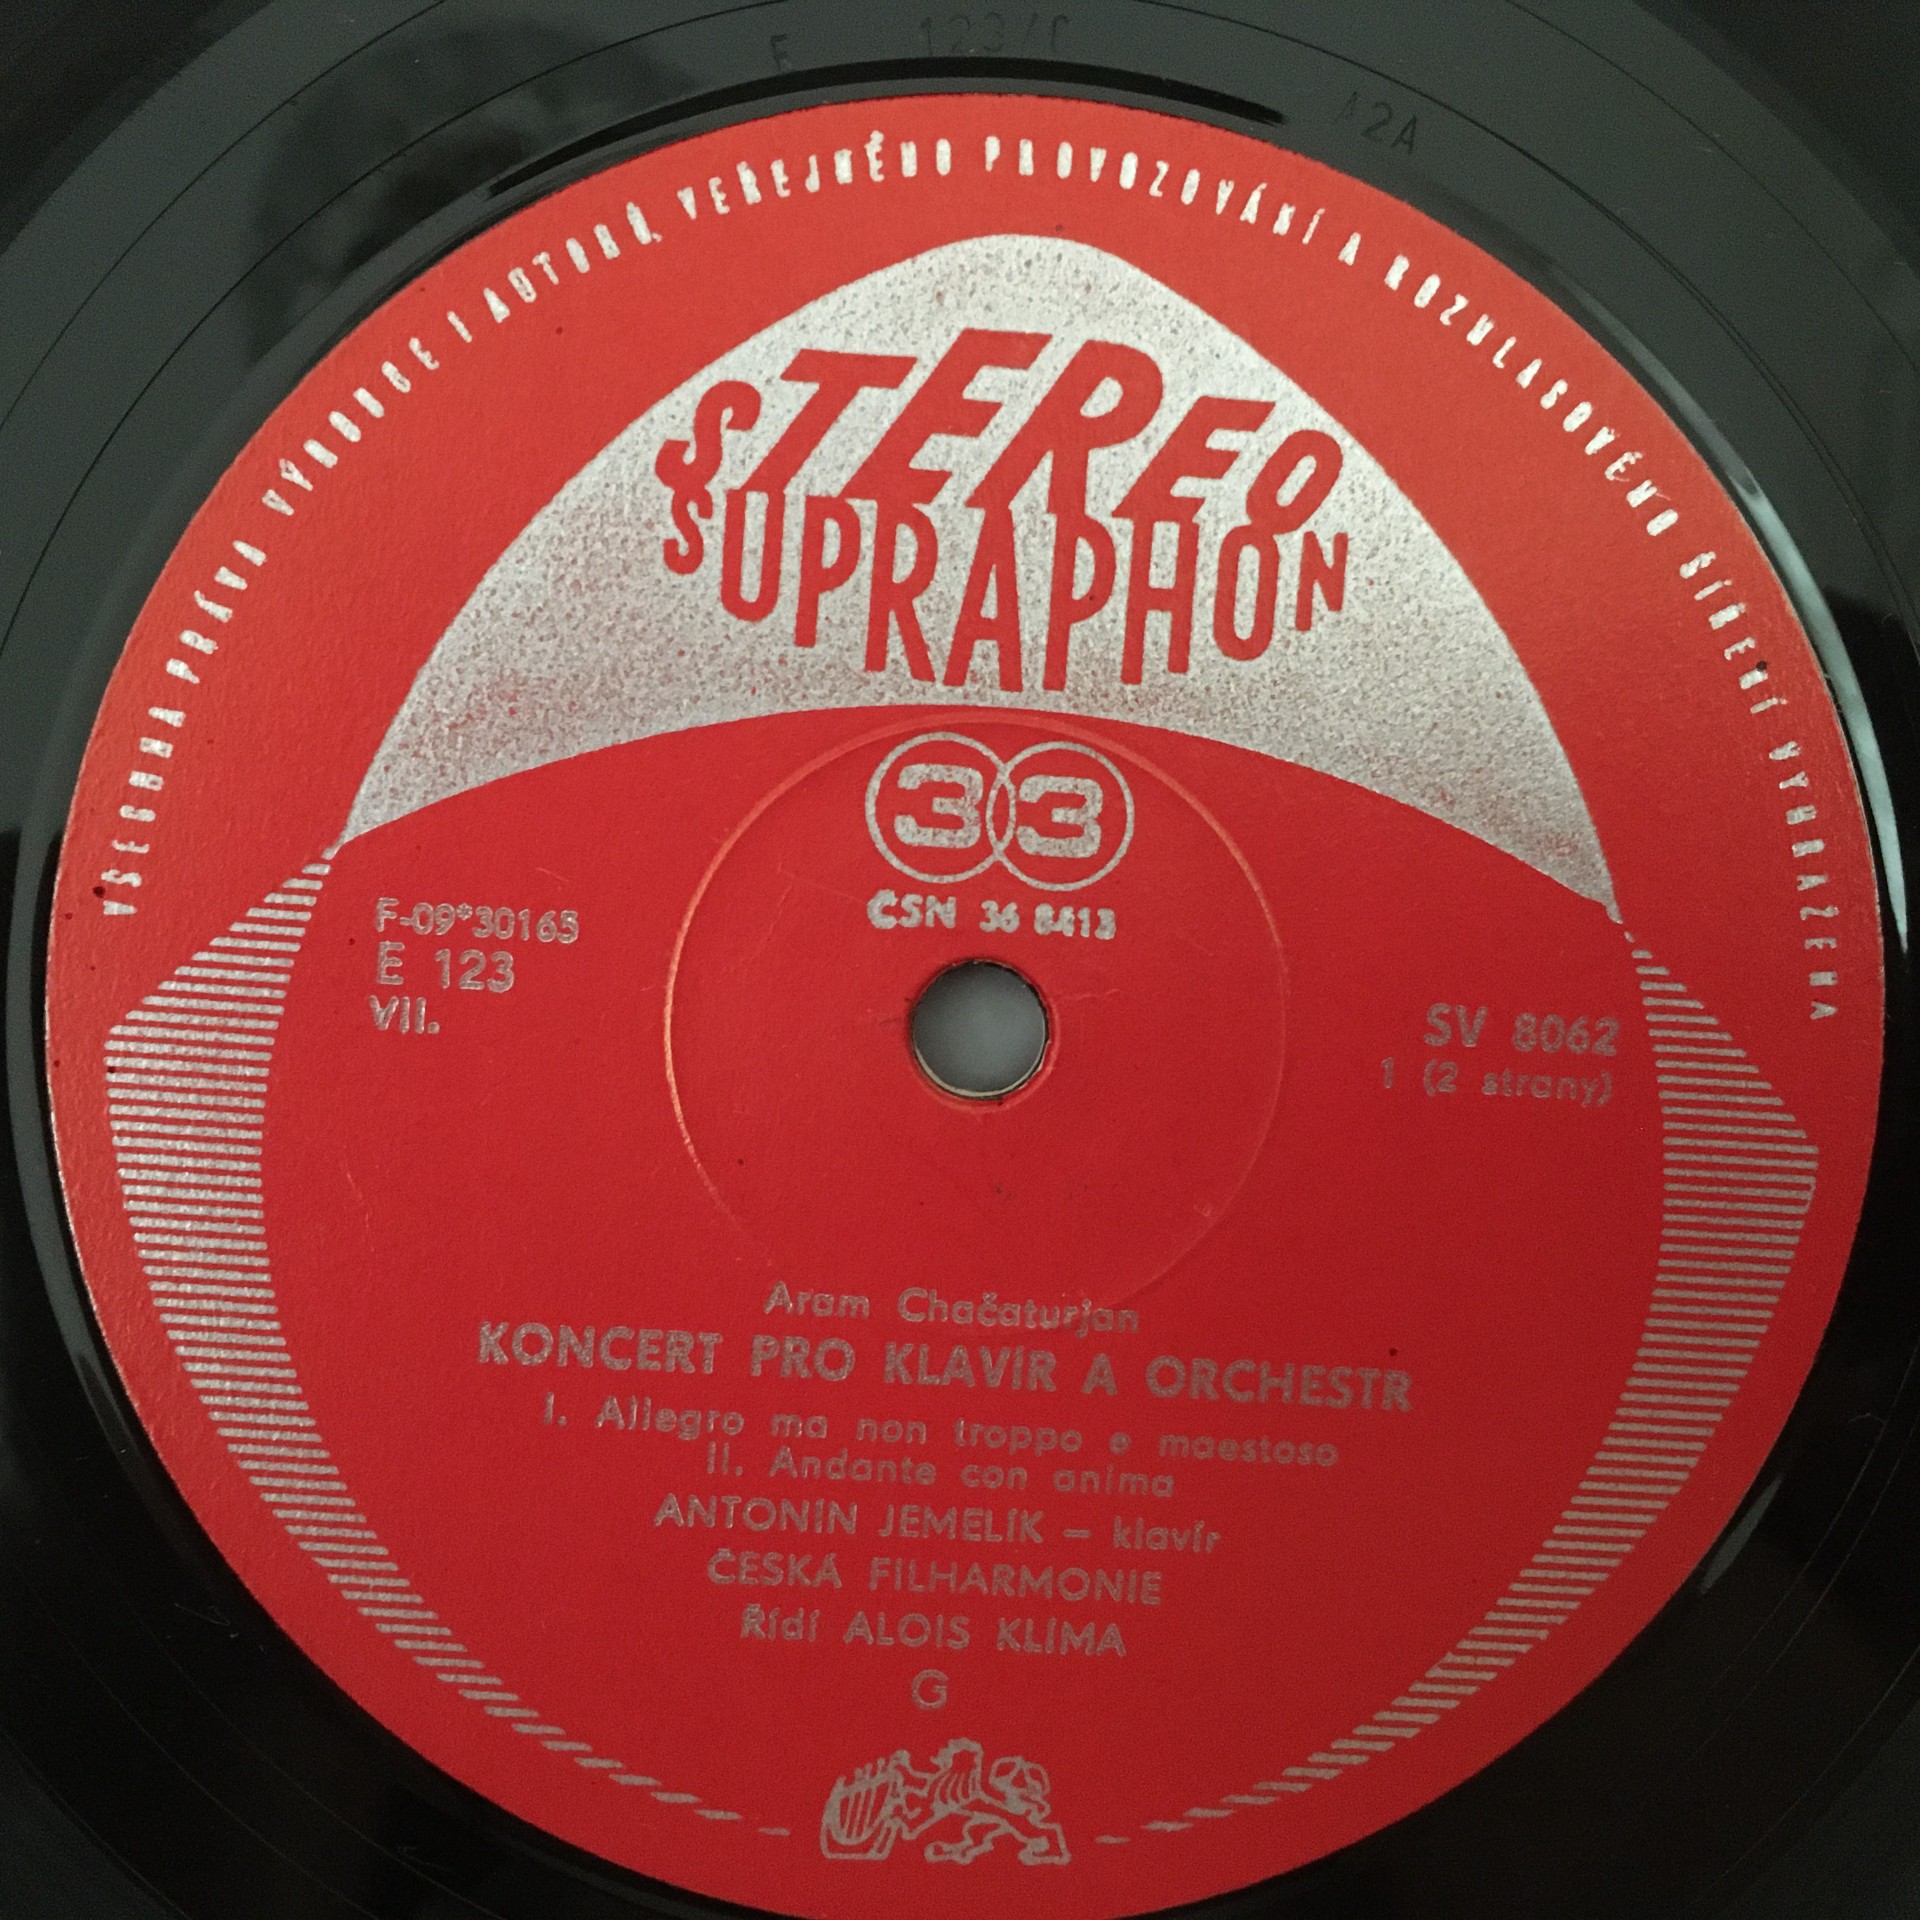 E 123/C A2A
VŠECHNA PRÁVA VÝROBCE I AUTORŮ, VEŘEJNÉHO PROVOZOVÁNÍ A ROZHLASOVÉHO ŠÍŘENÍ VYHRAZENA
STEREO
SUPRAPHON
33
ČSN 36 8413
F-09*30165
E 123
VII.
SV 8062
1 (2 strany)
Aram Chačaturjan
KONCERT PRO KLAVÍR A ORCHESTR
I. Allegro ma non troppo e maestoso
II. Andante con anima
ANTONÍN JEMELÍK – klavír
ČESKÁ FILHARMONIE
Řídí ALOIS KLÍMA
G